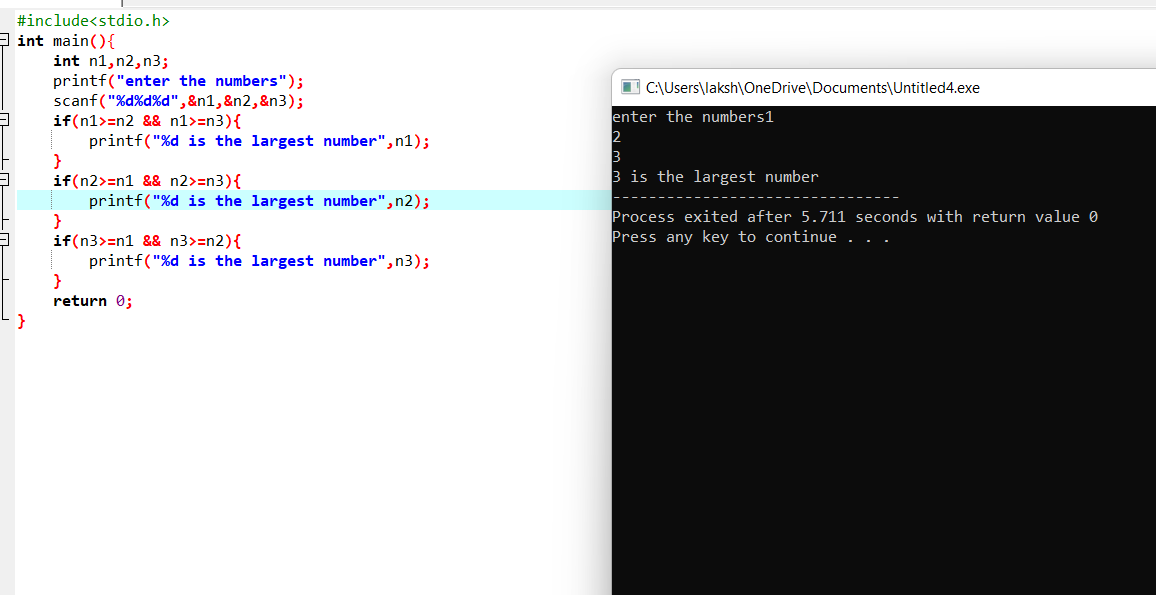 #include<stdio.h>
int main(){
    int n1,n2,n3;
    printf("enter the numbers");
    scanf("%d%d%d",&n1,&n2,&n3);
    if(n1>=n2 && n1>=n3){
        printf("%d is the largest number",n1);
    }
    if(n2>=n1 && n2>=n3){
        printf("%d is the largest number",n2);
    }
    if(n3>=n1 && n3>=n2){
        printf("%d is the largest number",n3);
    }
    return 0;
}
C:\Users\laksh\OneDrive\Documents\Untitled4.exe
enter the numbers1
2
3
3 is the largest number
--------------------------------
Process exited after 5.711 seconds with return value 0
Press any key to continue . . .